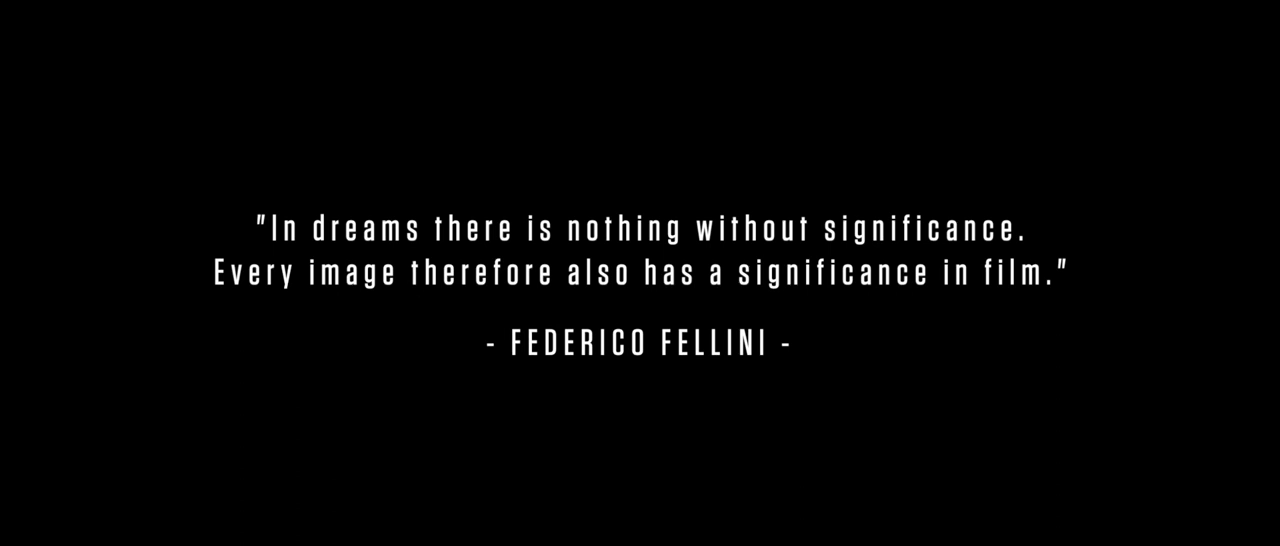 "In dreams there is nothing without significance.
Every image therefore also has a significance in film."
- FEDERICO FELLINI -